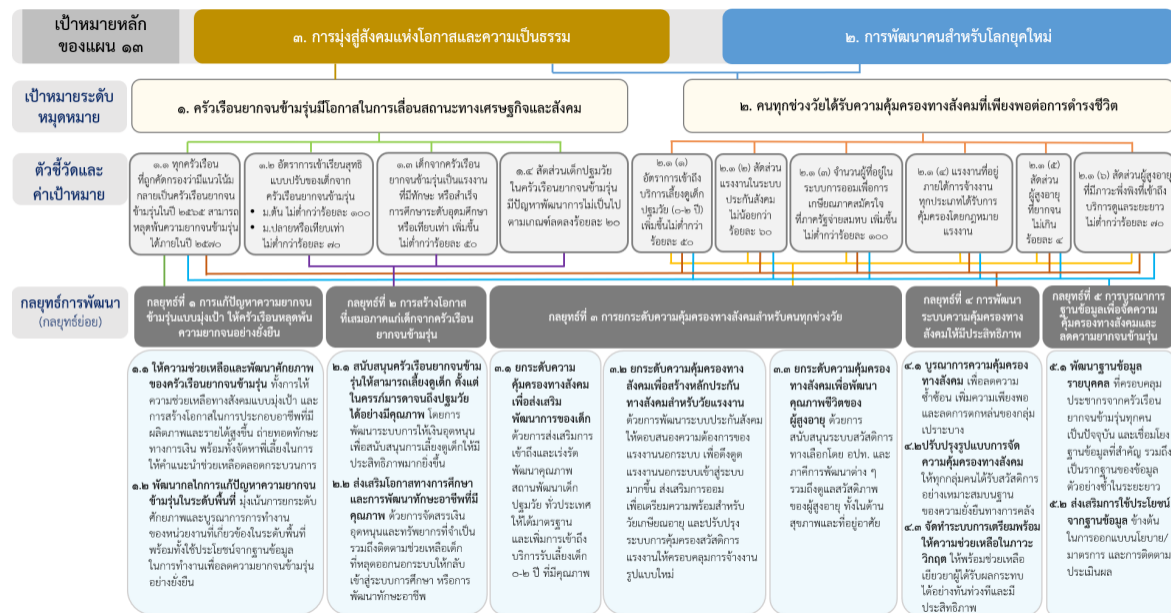 เป้าหมายหลัก
ของแผน ๑๓
๓. การมุ่งสู่สังคมแห่งโอกาสและความเป็นธรรม
๒. การพัฒนาคนสำหรับโลกยุคใหม่
เป้าหมายระดับ
หมุดหมาย
๑. ครัวเรือนยากจนข้ามรุ่นมีโอกาสในการเลื่อนสถานะทางเศรษฐกิจและสังคม
๒. คนทุกช่วงวัยได้รับความคุ้มครองทางสังคมที่เพียงพอต่อการดำรงชีวิต
ตัวชี้วัดและ
ค่าเป้าหมาย
๑.๑ ทุกครัวเรือน
ที่ถูกคัดกรองว่ามีแนวโน้ม
กลายเป็นครัวเรือนยากจน
ข้ามรุ่นในปี ๒๕๖๕ สามารถ
หลุดพ้นความยากจนข้ามรุ่น
ได้ภายในปี ๒๕๗๐
๑.๒ อัตราการเข้าเรียนสุทธิ
แบบปรับของเด็กจาก
ครัวเรือนยากจนข้ามรุ่น
• ม.ต้น ไม่ต่ำกว่าร้อยละ ๑๐๐
• ม.ปลายหรือเทียบเท่า
ไม่ต่ำกว่าร้อยละ ๗๐
๑.๓ เด็กจากครัวเรือน
ยากจนข้ามรุ่นเป็นแรงงาน
ที่มีทักษะ หรือสำเร็จ
การศึกษาระดับอุดมศึกษา
หรือเทียบเท่า เพิ่มขึ้น
ไม่ต่ำกว่าร้อยละ ๕๐
๑.๔ สัดส่วนเด็กปฐมวัย
ในครัวเรือนยากจนข้ามรุ่น
มีปัญหาพัฒนาการไม่เป็นไป
ตามเกณฑ์ลดลงร้อยละ ๒๐
๒.๑ (๑)
อัตราการเข้าถึง
บริการเลี้ยงดูเด็ก
ปฐมวัย (๐-๒ ปี)
เพิ่มขึ้นไม่ต่ำกว่า
ร้อยละ ๕๐
๒.๑ (๒) สัดส่วน
แรงงานในระบบ
ประกันสังคม
ไม่น้อยกว่า
ร้อยละ ๖๐
๒.๑ (๓) จำนวนผู้ที่อยู่ใน
ระบบการออมเพื่อการ
เกษียณภาคสมัครใจ
ที่ภาครัฐจ่ายสมทบ เพิ่มขึ้น
ไม่ต่ำกว่าร้อยละ ๑๐๐
๒.๑ (๔) แรงงานที่อยู่
ภายใต้การจ้างงาน
ทุกประเภทได้รับการ
คุ้มครองโดยกฎหมาย
แรงงาน
๒.๑ (๕)
สัดส่วน
ผู้สูงอายุ
ที่ยากจนไม่
เกินร้อยละ ๔
๒.๑ (๖) สัดส่วนผู้สูงอายุ
ที่มีภาวะพึ่งพิงที่เข้าถึง
บริการดูแลระยะยาว
ไม่ต่ำกว่าร้อยละ ๗๐
กลยุทธ์การพัฒนา
(กลยุทธ์ย่อย)
กลยุทธ์ที่ ๑ การแก้ปัญหาความยากจน
ข้ามรุ่นแบบมุ่งเป้า ให้ครัวเรือนหลุดพ้น
ความยากจนอย่างยั่งยืน
กลยุทธ์ที่ ๒ การสร้างโอกาส
ที่เสมอภาคแก่เด็กจากครัวเรือน
ยากจนข้ามรุ่น
กลยุทธ์ที่ ๓ การยกระดับความคุ้มครองทางสังคมสำหรับคนทุกช่วงวัย
กลยุทธ์ที่ ๔ การพัฒนา
ระบบความคุ้มครองทาง
สังคมให้มีประสิทธิภาพ
กลยุทธ์ที่ ๕ การบูรณาการ
ฐานข้อมูลเพื่อจัดความ
คุ้มครองทางสังคมและ
ลดความยากจนข้ามรุ่น
๑.๑ ให้ความช่วยเหลือและพัฒนาศักยภาพ
ของครัวเรือนยากจนข้ามรุ่น ทั้งการให้
ความช่วยเหลือทางสังคมแบบมุ่งเป้า และ
การสร้างโอกาสในการประกอบอาชีพที่มี
ผลิตภาพและรายได้สูงขึ้น ถ่ายทอดทักษะ
ทางการเงิน พร้อมทั้งจัดหาพี่เลี้ยงในการ
ให้คำแนะนำช่วยเหลือตลอดกระบวนการ
๑.๒ พัฒนากลไกการแก้ปัญหาความยากจน
ข้ามรุ่นในระดับพื้นที่ มุ่งเน้นการยกระดับ
ศักยภาพและบูรณาการการทำงาน
ของหน่วยงานที่เกี่ยวข้องในระดับพื้นที่
พร้อมทั้งใช้ประโยชน์จากฐานข้อมูล
ในการทำงานเพื่อลดความยากจนข้ามรุ่น
อย่างยั่งยืน
๒.๑ สนับสนุนครัวเรือนยากจนข้าม
รุ่นให้สามารถเลี้ยงดูเด็ก ตั้งแต่
ในครรภ์มารดาจนถึงปฐมวัย
ได้อย่างมีคุณภาพ โดยการ
พัฒนาระบบการให้เงินอุดหนุน
เพื่อสนับสนุนการเลี้ยงดูเด็กให้มี
ประสิทธิภาพมากยิ่งขึ้น
๒.๒ ส่งเสริมโอกาสทางการศึกษา
และการพัฒนาทักษะอาชีพที่มี
คุณภาพ ด้วยการจัดสรรเงิน
อุดหนุนและทรัพยากรที่จำเป็น
รวมถึงติดตามช่วยเหลือเด็ก
ที่หลุดออกนอกระบบให้กลับ
เข้าสู่ระบบการศึกษา หรือการ
พัฒนาทักษะอาชีพ
๓.๑ ยกระดับความ
คุ้มครองทางสังคม
เพื่อส่งเสริม
พัฒนาการของเด็ก
ด้วยการส่งเสริมการ
เข้าถึงและเร่งรัด
พัฒนาคุณภาพ
สถานพัฒนาเด็ก
ปฐมวัย ทั่วประเทศ
ให้ได้มาตรฐาน
และเพิ่มการเข้าถึง
บริการรับเลี้ยงเด็ก
๐-๒ ปี ที่มีคุณภาพ
๓.๒ ยกระดับความคุ้มครองทาง
สังคมเพื่อสร้างหลักประกัน
ทางสังคมสำหรับวัยแรงงาน
ด้วยการพัฒนาระบบประกันสังคม
ให้ตอบสนองความต้องการของ
แรงงานนอกระบบ เพื่อดึงดูด
แรงงานนอกระบบเข้าสู่ระบบ
มากขึ้น ส่งเสริมการออม
เพื่อเตรียมความพร้อมสำหรับ
วัยเกษียณอายุ และปรับปรุง
ระบบการคุ้มครองสวัสดิการ
แรงงานให้ครอบคลุมการจ้างงาน
รูปแบบใหม่
๓.๓ ยกระดับความ คุ้มครอง
ทางสังคมเพื่อพัฒนา
คุณภาพชีวิตของ
ผู้สูงอายุ ด้วยการ
สนับสนุนระบบสวัสดิการ
ทางเลือกโดย อปท. และ
ภาคีการพัฒนาต่าง ๆ
รวมถึงดูแลสวัสดิภาพ
ของผู้สูงอายุ ทั้งในด้าน
สุขภาพและที่อยู่อาศัย
๔.๑ บูรณาการความคุ้มครอง
ทางสังคม เพื่อลดความ
ซ้ำซ้อน เพิ่มความเพียงพอ
และลดการตกหล่นของกลุ่ม
เปราะบาง
๔.๒ปรับปรุงรูปแบบการจัด
ความคุ้มครองทางสังคม
ให้ทุกกลุ่มคนได้รับสวัสดิการ
อย่างเหมาะสมบนฐาน
ของความยั่งยืนทางการคลัง
๔.๓ จัดทำระบบการเตรียมพร้อม
ให้ความช่วยเหลือในภาวะ
วิกฤต ให้พร้อมช่วยเหลือ
เยียวยาผู้ได้รับผลกระทบ
ได้อย่างทันท่วงทีและมี
ประสิทธิภาพ
๕.๑ พัฒนาฐานข้อมูล
รายบุคคล ที่ครอบคลุม
ประชากรจากครัวเรือน
ยากจนข้ามรุ่นทุกคน
เป็นปัจจุบัน และเชื่อมโยง
ฐานข้อมูลที่สำคัญ รวมถึง
เป็นรากฐานของข้อมูล
ตัวอย่างซ้ำในระยะยาว
๕.๒ ส่งเสริมการใช้ประโยชน์
จากฐานข้อมูล ข้างต้น
ในการออกแบบนโยบาย/
มาตรการ และการติดตาม
ประเมินผล